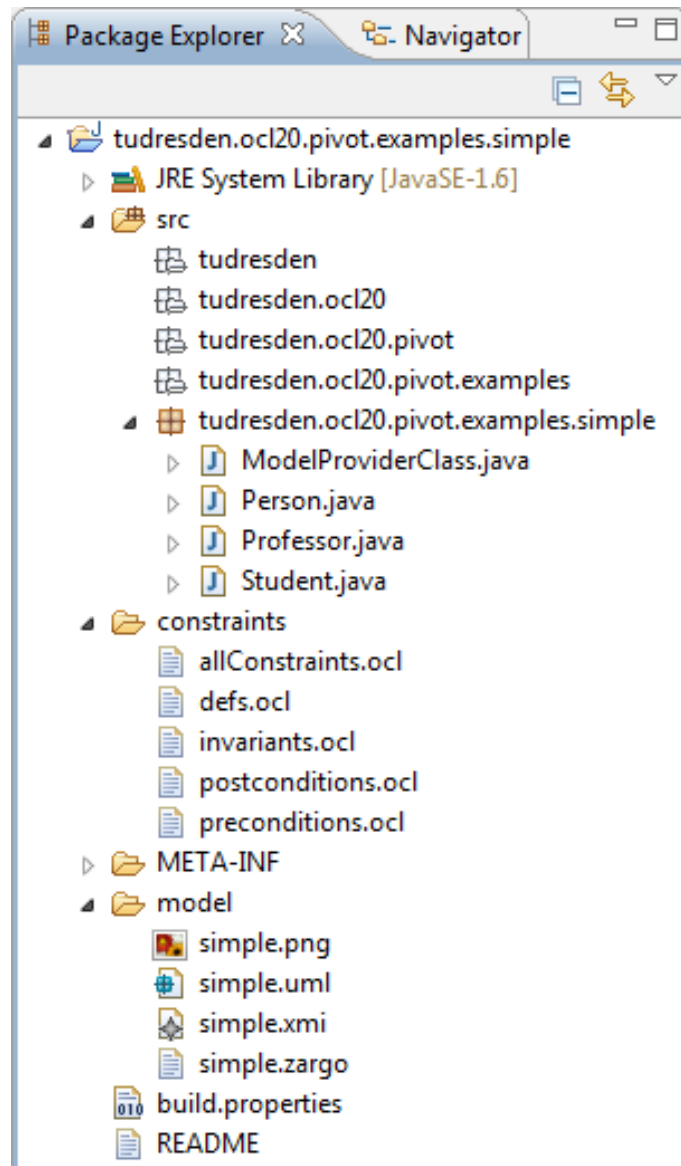 Package Explorer Navigator
tudresden.ocl20.pivot.examples.simple
JRE System Library [JavaSE-1.6]
src
tudresden
tudresden.ocl20
tudresden.ocl20.pivot
tudresden.ocl20.pivot.examples
tudresden.ocl20.pivot.examples.simple
ModelProviderClass.java
Person.java
Professor.java
Student.java
constraints
allConstraints.ocl
defs.ocl
invariants.ocl
postconditions.ocl
preconditions.ocl
META-INF
model
simple.png
simple.uml
simple.xmi
simple.zargo
build.properties
README